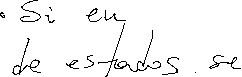 . Si en
de estados se